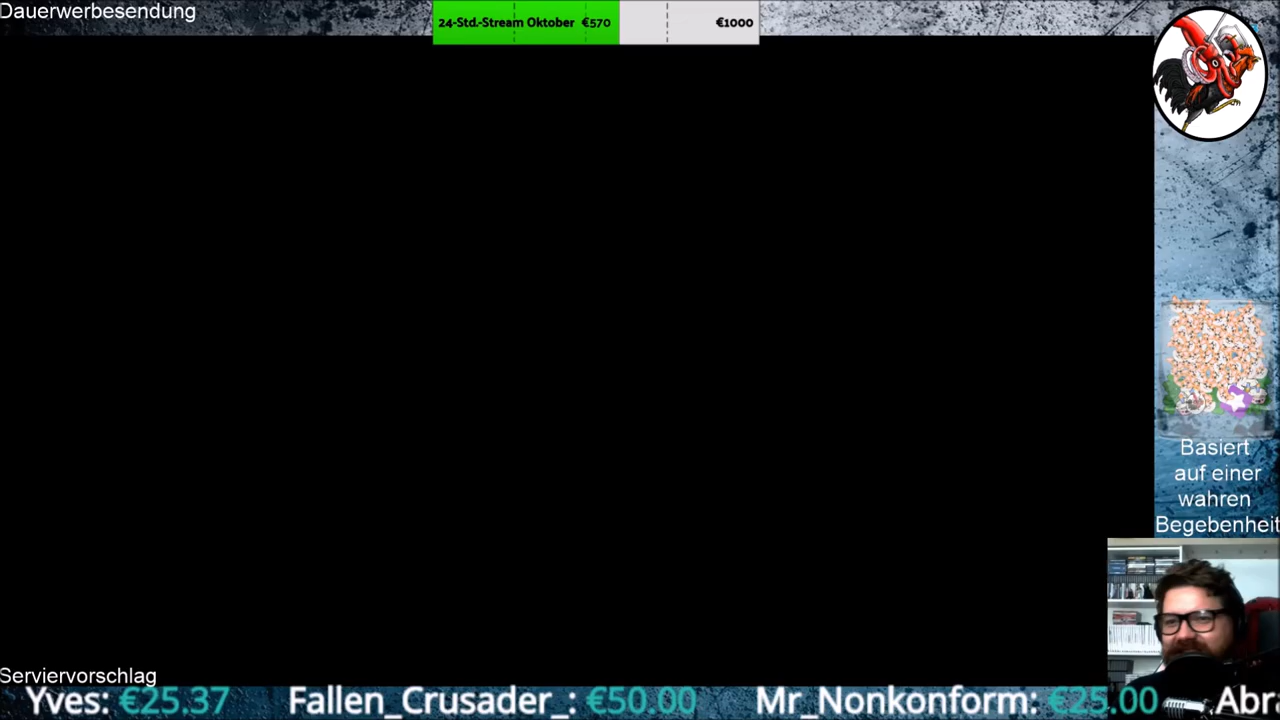 Dauerwerbesendung
24-Std.-Stream Oktober €570 €1000
Basiert
auf einer
wahren
Begebenheit
Serviervorschlag
Yves: €25.37 Fallen_Crusader_: €50.00 Mr_Nonkonform: €25.00 Abr